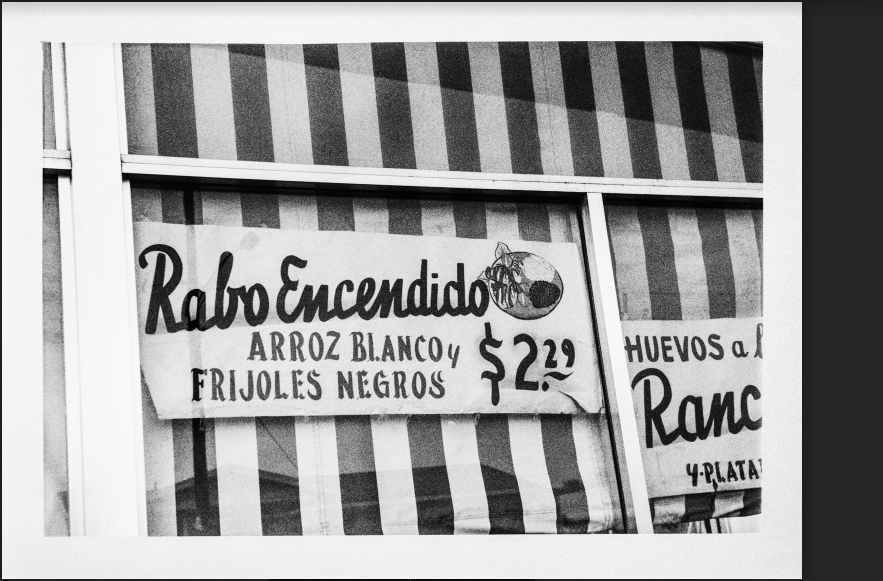 Rabo Encendido
ARROZ BLANCO y
FRIJOLES NEGROS
$2.29
HUEVOS a
Ranc
y PLATA